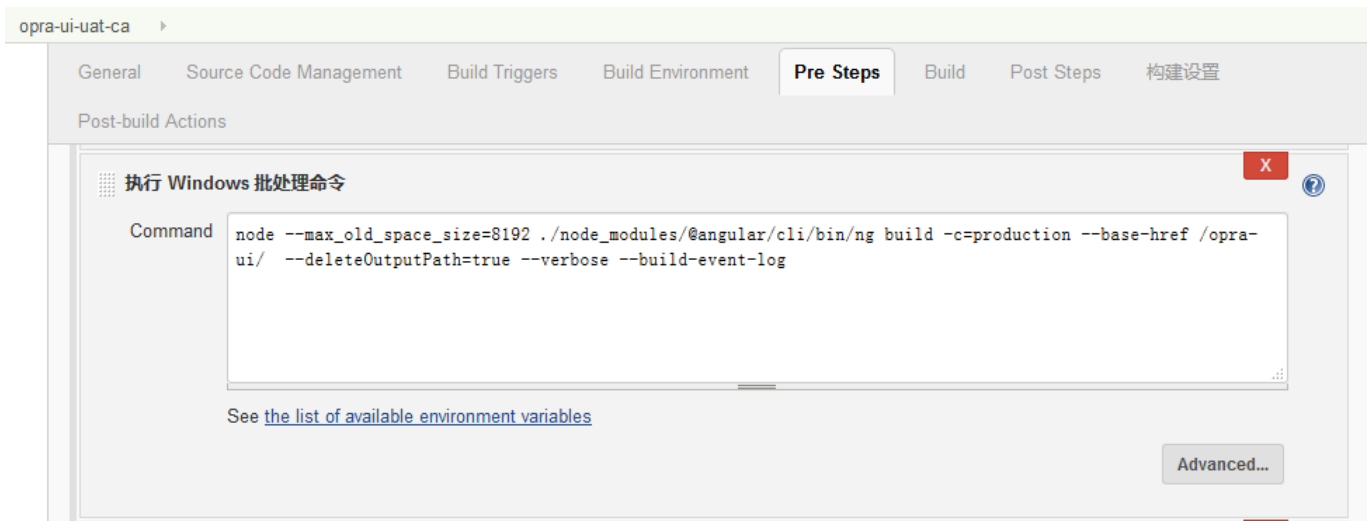 opra-ui-uat-ca
General Source Code Management Build Triggers Build Environment Pre Steps Build Post Steps 构建设置
Post-build Actions
X
执行 Windows 批处理命令
Command
node --max_old_space_size=8192 ./node_modules/@angular/cli/bin/ng build -c=production --base-href /opra-
ui/  --deleteOutputPath=true --verbose --build-event-log
See the list of available environment variables
Advanced...